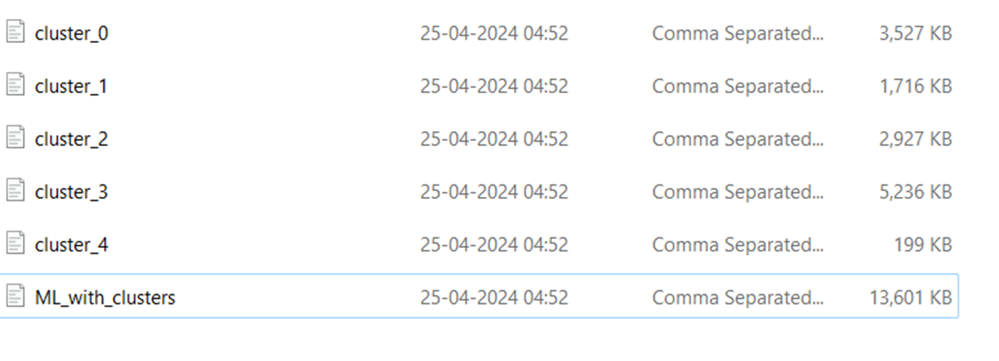 cluster_0 25-04-2024 04:52 Comma Separated... 3,527 KB
cluster_1 25-04-2024 04:52 Comma Separated... 1,716 KB
cluster_2 25-04-2024 04:52 Comma Separated... 2,927 KB
cluster_3 25-04-2024 04:52 Comma Separated... 5,236 KB
cluster_4 25-04-2024 04:52 Comma Separated... 199 KB
ML_with_clusters 25-04-2024 04:52 Comma Separated... 13,601 KB